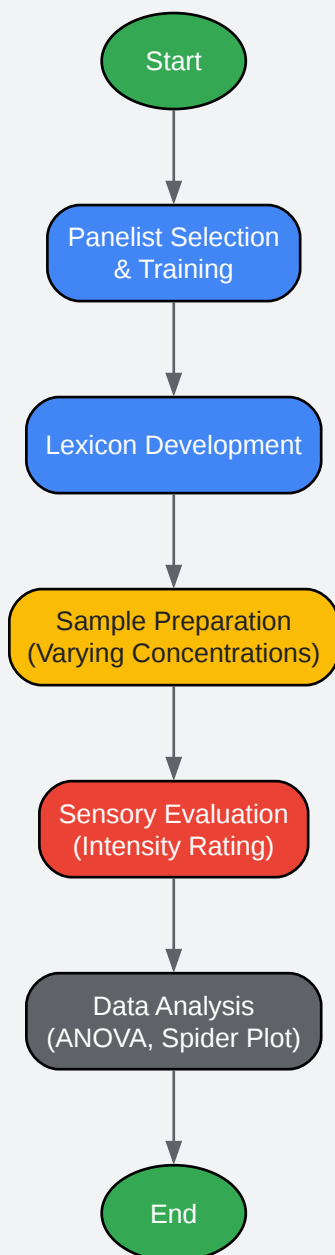 Start
Panelist Selection
& Training
Lexicon Development
Sample Preparation
(Varying Concentrations)
Sensory Evaluation
(Intensity Rating)
Data Analysis
(ANOVA, Spider Plot)
End